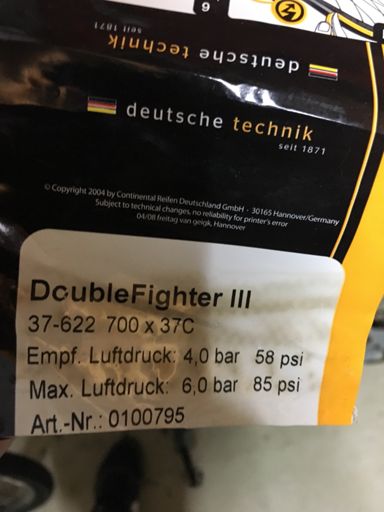 6
deutsche technik
seit 1871
deutsche technik
seit 1871
© Copyright 2004 by Continental Reifen Deutschland GmbH · 30165 Hannover/Germany
Subject to technical changes, no reliability for printer's error
04/08 freitag van geigk, Hannover
DoubleFighter III
37-622 700 x 37C
Empf. Luftdruck: 4,0 bar 58 psi
Max. Luftdruck: 6,0 bar 85 psi
Art.-Nr.: 0100795